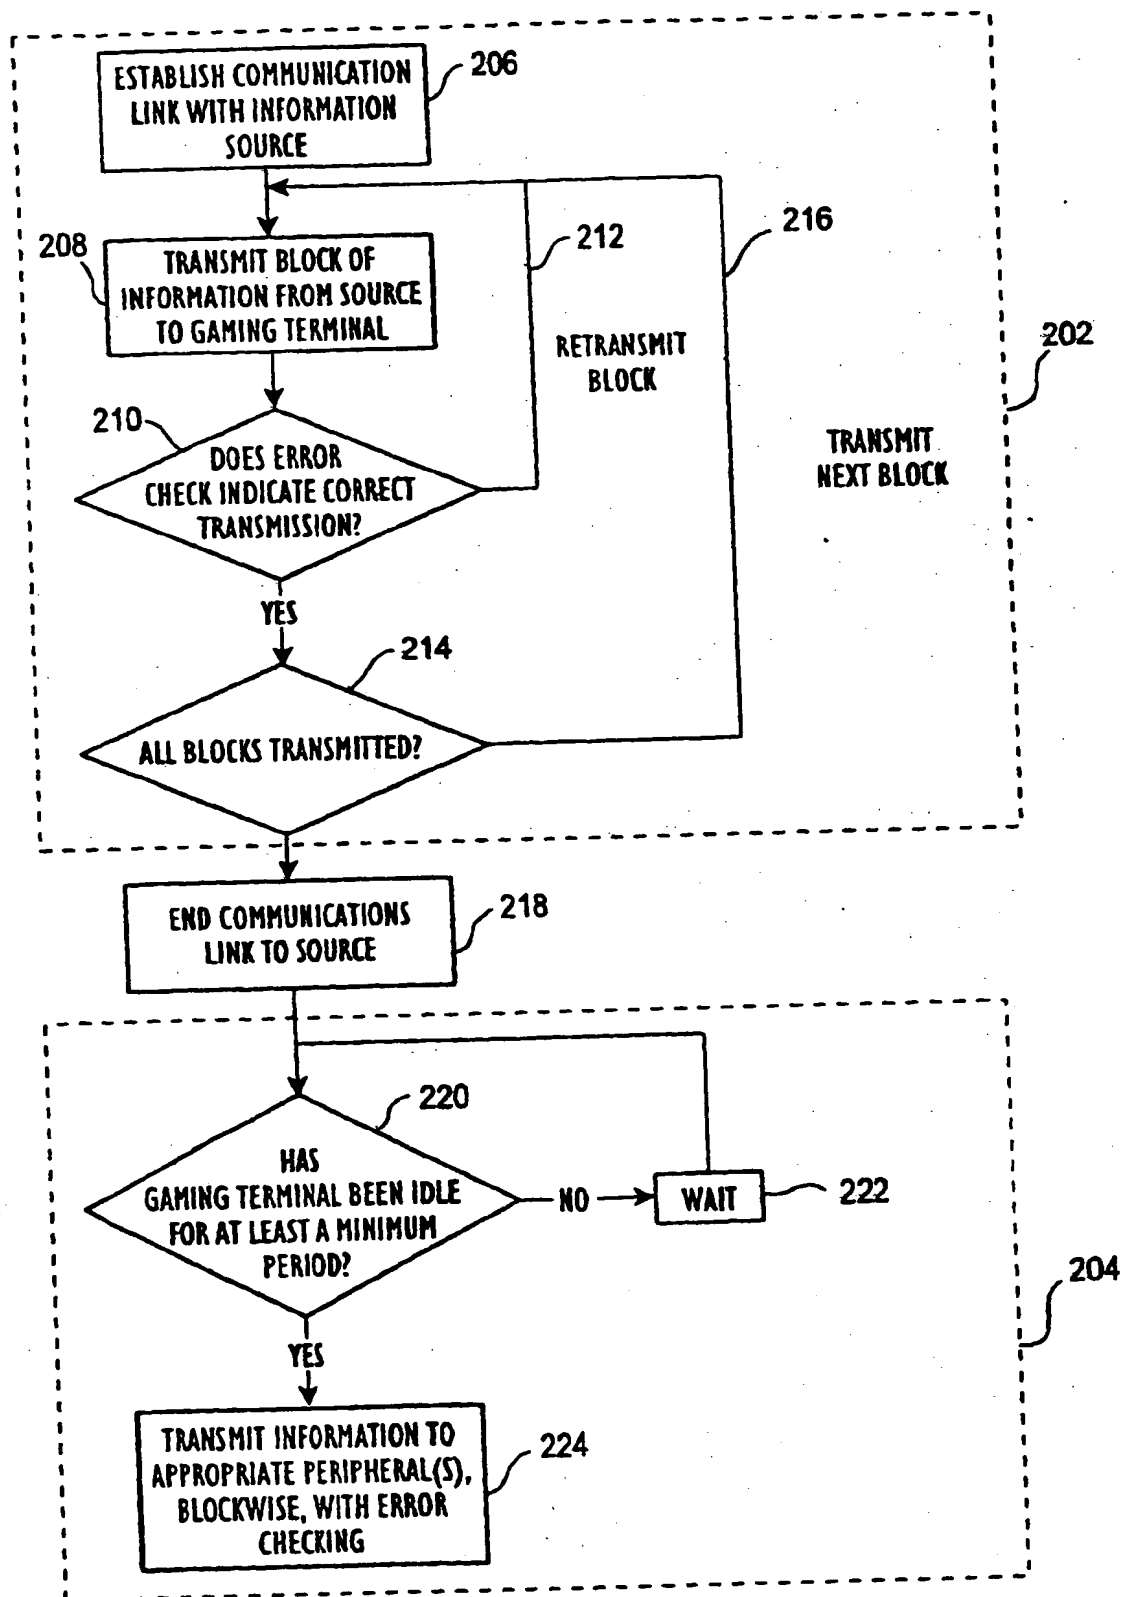 ESTABLISH COMMUNICATION
LINK WITH INFORMATION
SOURCE
206
208
TRANSMIT BLOCK OF
INFORMATION FROM SOURCE
TO GAMING TERMINAL
212
216
RETRANSMIT
BLOCK
202
210
DOES ERROR
CHECK INDICATE CORRECT
TRANSMISSION?
TRANSMIT
NEXT BLOCK
YES
214
ALL BLOCKS TRANSMITTED?
END COMMUNICATIONS
LINK TO SOURCE
218
220
HAS
GAMING TERMINAL BEEN IDLE
FOR AT LEAST A MINIMUM
PERIOD?
NO
WAIT
222
204
YES
TRANSMIT INFORMATION TO
APPROPRIATE PERIPHERAL(S),
BLOCKWISE, WITH ERROR
CHECKING
224